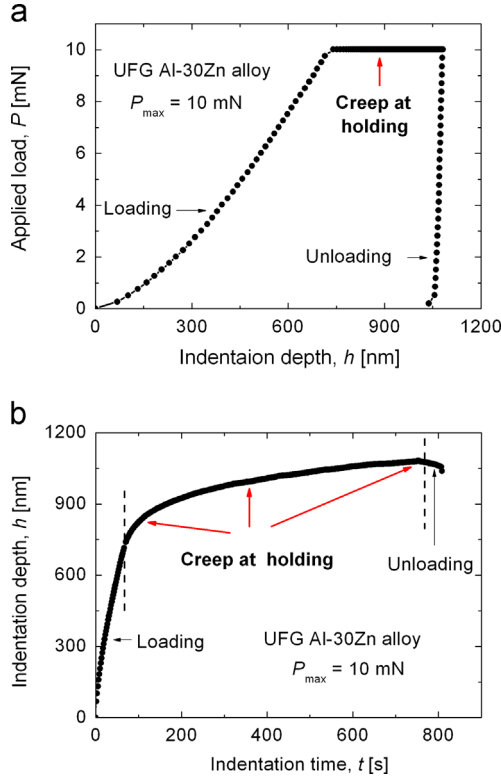 a
10
8
6
4
2
0
Applied load, P [mN]
UFG Al-30Zn alloy
Pmax = 10 mN
Creep at
holding
Loading
Unloading
0
300
600
900
1200
Indentaion depth, h [nm]
b
1200
900
600
300
0
Indentation depth, h [nm]
Creep at holding
Unloading
Loading
UFG Al-30Zn alloy
Pmax = 10 mN
0
200
400
600
800
Indentation time, t [s]